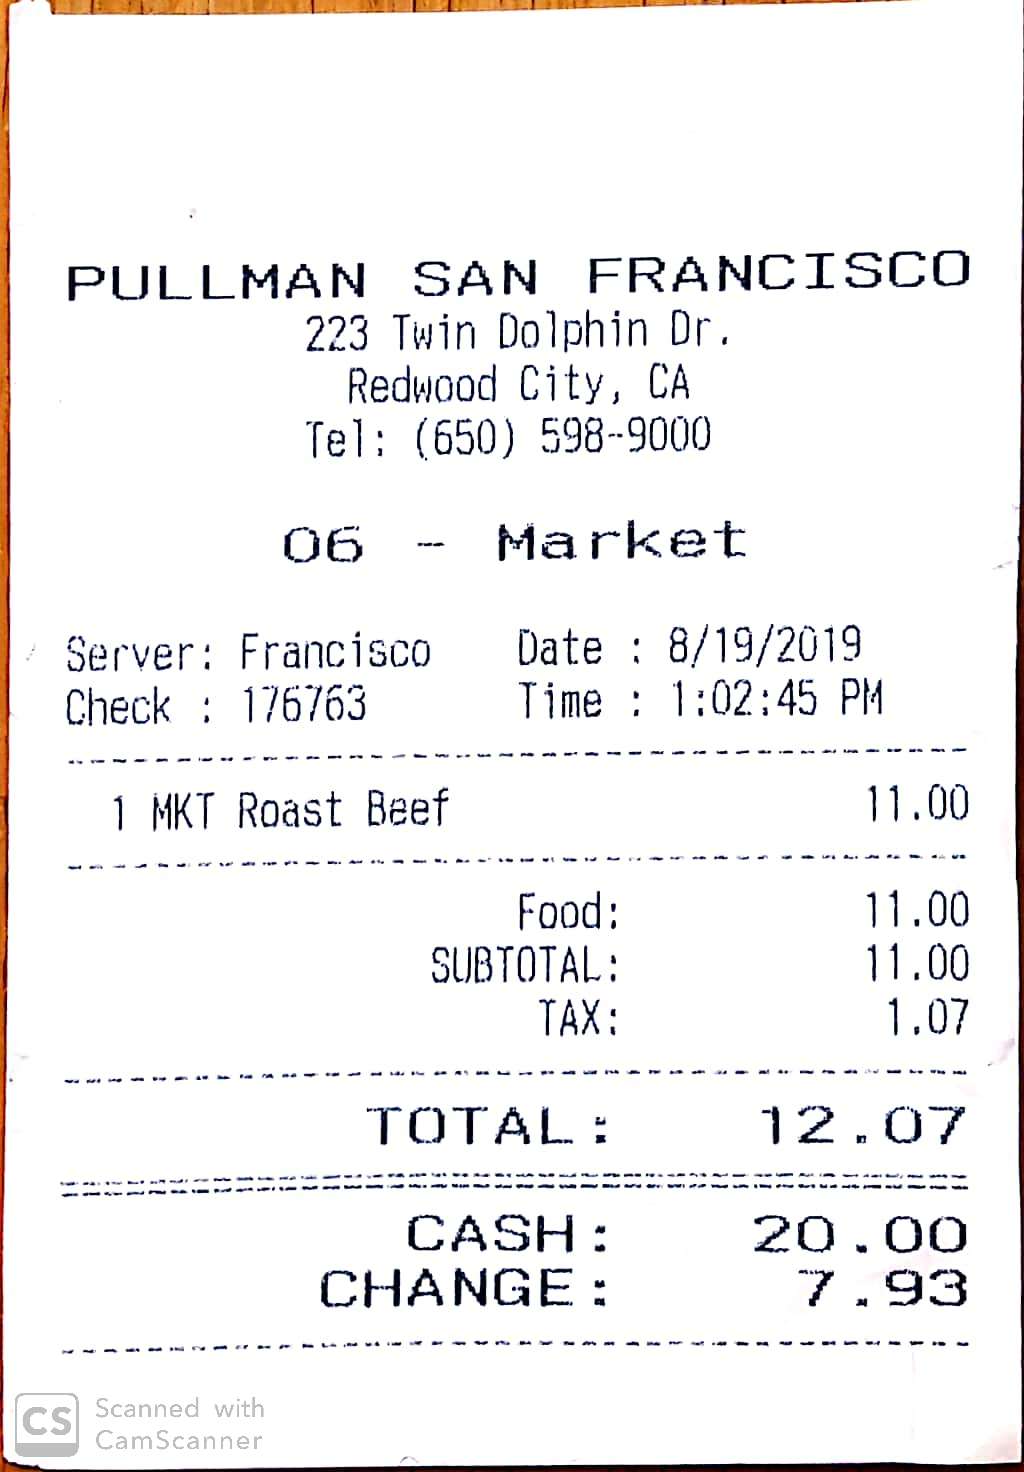 PULLMAN SAN FRANCISCO
223 Twin Dolphin Dr.
Redwood City, CA
Tel: (650) 598-9000
06 - Market
Server: Francisco Date : 8/19/2019
Check : 176763 Time : 1:02:45 PM
1 MKT Roast Beef 11.00
Food: 11.00
SUBTOTAL: 11.00
TAX: 1.07
TOTAL: 12.07
CASH: 20.00
CHANGE: 7.93
CS Scanned with
CamScanner